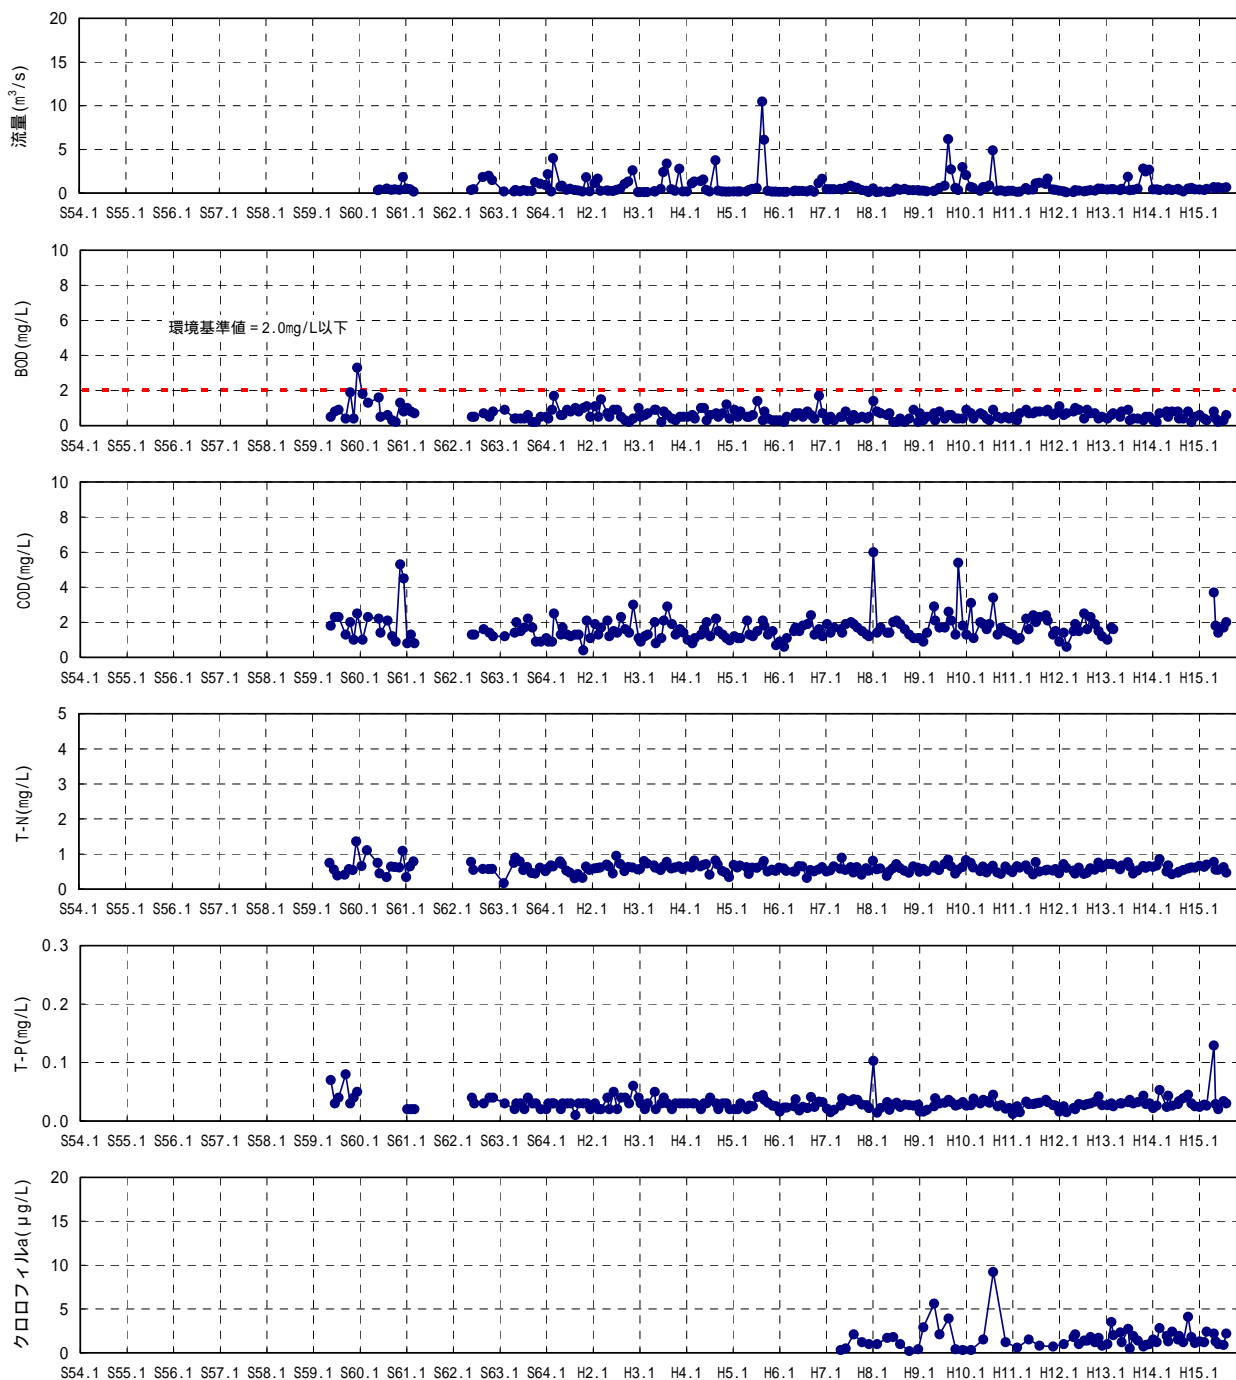 20
15
10
5
0
流量(m³/s)
S54.1 S55.1 S56.1 S57.1 S58.1 S59.1 S60.1 S61.1 S62.1 S63.1 S64.1 H2.1 H3.1 H4.1 H5.1 H6.1 H7.1 H8.1 H9.1 H10.1 H11.1 H12.1 H13.1 H14.1 H15.1
10
8
6
4
2
0
BOD(mg/L)
環境基準値=2.0mg/L以下
S54.1 S55.1 S56.1 S57.1 S58.1 S59.1 S60.1 S61.1 S62.1 S63.1 S64.1 H2.1 H3.1 H4.1 H5.1 H6.1 H7.1 H8.1 H9.1 H10.1 H11.1 H12.1 H13.1 H14.1 H15.1
10
8
6
4
2
0
COD(mg/L)
S54.1 S55.1 S56.1 S57.1 S58.1 S59.1 S60.1 S61.1 S62.1 S63.1 S64.1 H2.1 H3.1 H4.1 H5.1 H6.1 H7.1 H8.1 H9.1 H10.1 H11.1 H12.1 H13.1 H14.1 H15.1
5
4
3
2
1
0
T-N(mg/L)
S54.1 S55.1 S56.1 S57.1 S58.1 S59.1 S60.1 S61.1 S62.1 S63.1 S64.1 H2.1 H3.1 H4.1 H5.1 H6.1 H7.1 H8.1 H9.1 H10.1 H11.1 H12.1 H13.1 H14.1 H15.1
0.3
0.2
0.1
0.0
T-P(mg/L)
S54.1 S55.1 S56.1 S57.1 S58.1 S59.1 S60.1 S61.1 S62.1 S63.1 S64.1 H2.1 H3.1 H4.1 H5.1 H6.1 H7.1 H8.1 H9.1 H10.1 H11.1 H12.1 H13.1 H14.1 H15.1
20
15
10
5
0
クロロフィルa(μg/L)
S54.1 S55.1 S56.1 S57.1 S58.1 S59.1 S60.1 S61.1 S62.1 S63.1 S64.1 H2.1 H3.1 H4.1 H5.1 H6.1 H7.1 H8.1 H9.1 H10.1 H11.1 H12.1 H13.1 H14.1 H15.1